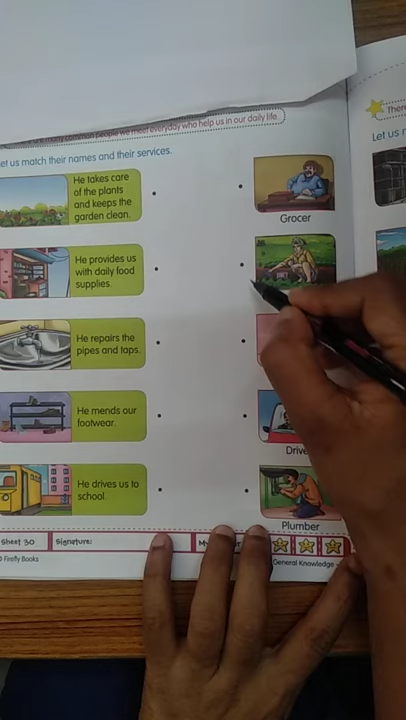 many common people we meet everyday who help us in our daily life.
et us match their names and their services.
He takes care
of the plants
and keeps the
garden clean.
Grocer
He provides us
with daily food
supplies.
He repairs the
pipes and taps.
He mends our
footwear.
Drive
He drives us to
school.
Plumber
Sheet 30
Signature:
My
Firefly Books
General Knowledge -
There
Let us